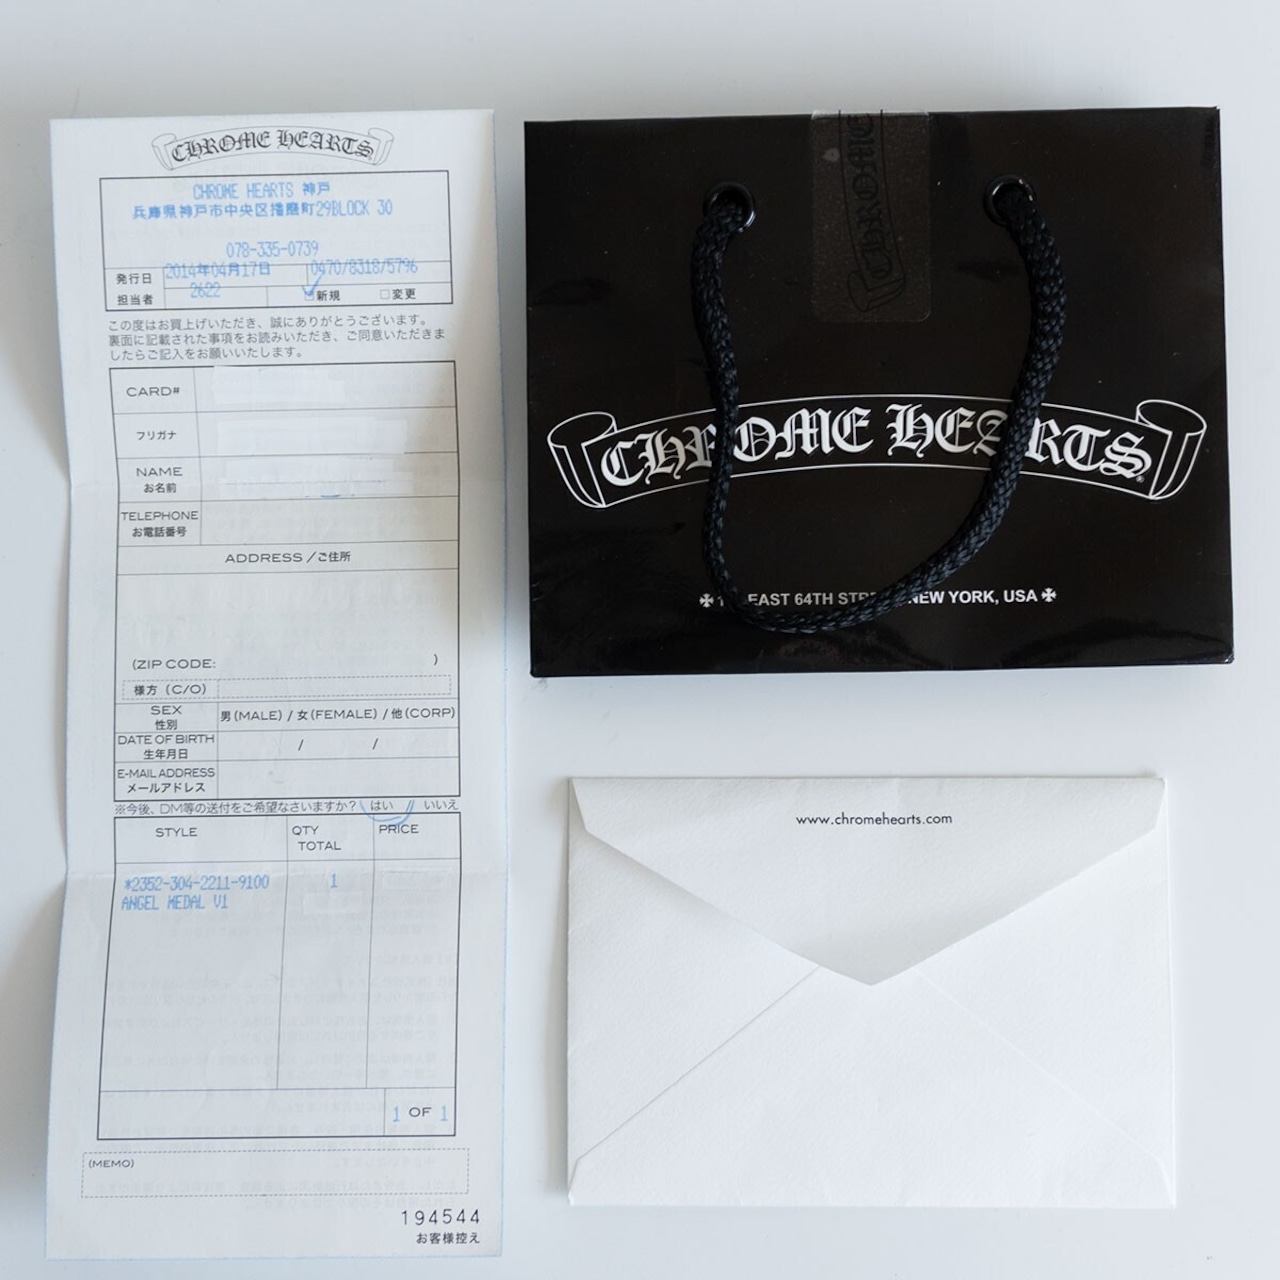 CHROME HEARTS
CHROME HEARTS 神戸
兵庫県神戸市中央区播磨町29BLOCK 30
078-335-0739
発行日 2014年04月17日 0470/8318/5796
担当者 2622 新規 □変更
この度はお買上げいただき、誠にありがとうございます。
裏面に記載された事項をお読みいただき、ご同意いただきま
したらご記入をお願いいたします。
CARD#
フリガナ
NAME
お名前
TELEPHONE
お電話番号
ADDRESS／ご住所
(ZIP CODE: )
様方 (C/O)
SEX
性別
男(MALE) / 女(FEMALE) / 他(CORP)
DATE OF BIRTH
生年月日
/ /
E-MAIL ADDRESS
メールアドレス
※今後、DM等の送付をご希望なさいますか? はい / いいえ
STYLE QTY TOTAL PRICE
*2352-304-2211-9100 1
ANGEL MEDAL V1
1 OF 1
(MEMO)
194544
お客様控え
CHROME
CHROME HEARTS
EAST 64TH NEW YORK, USA
www.chromehearts.com